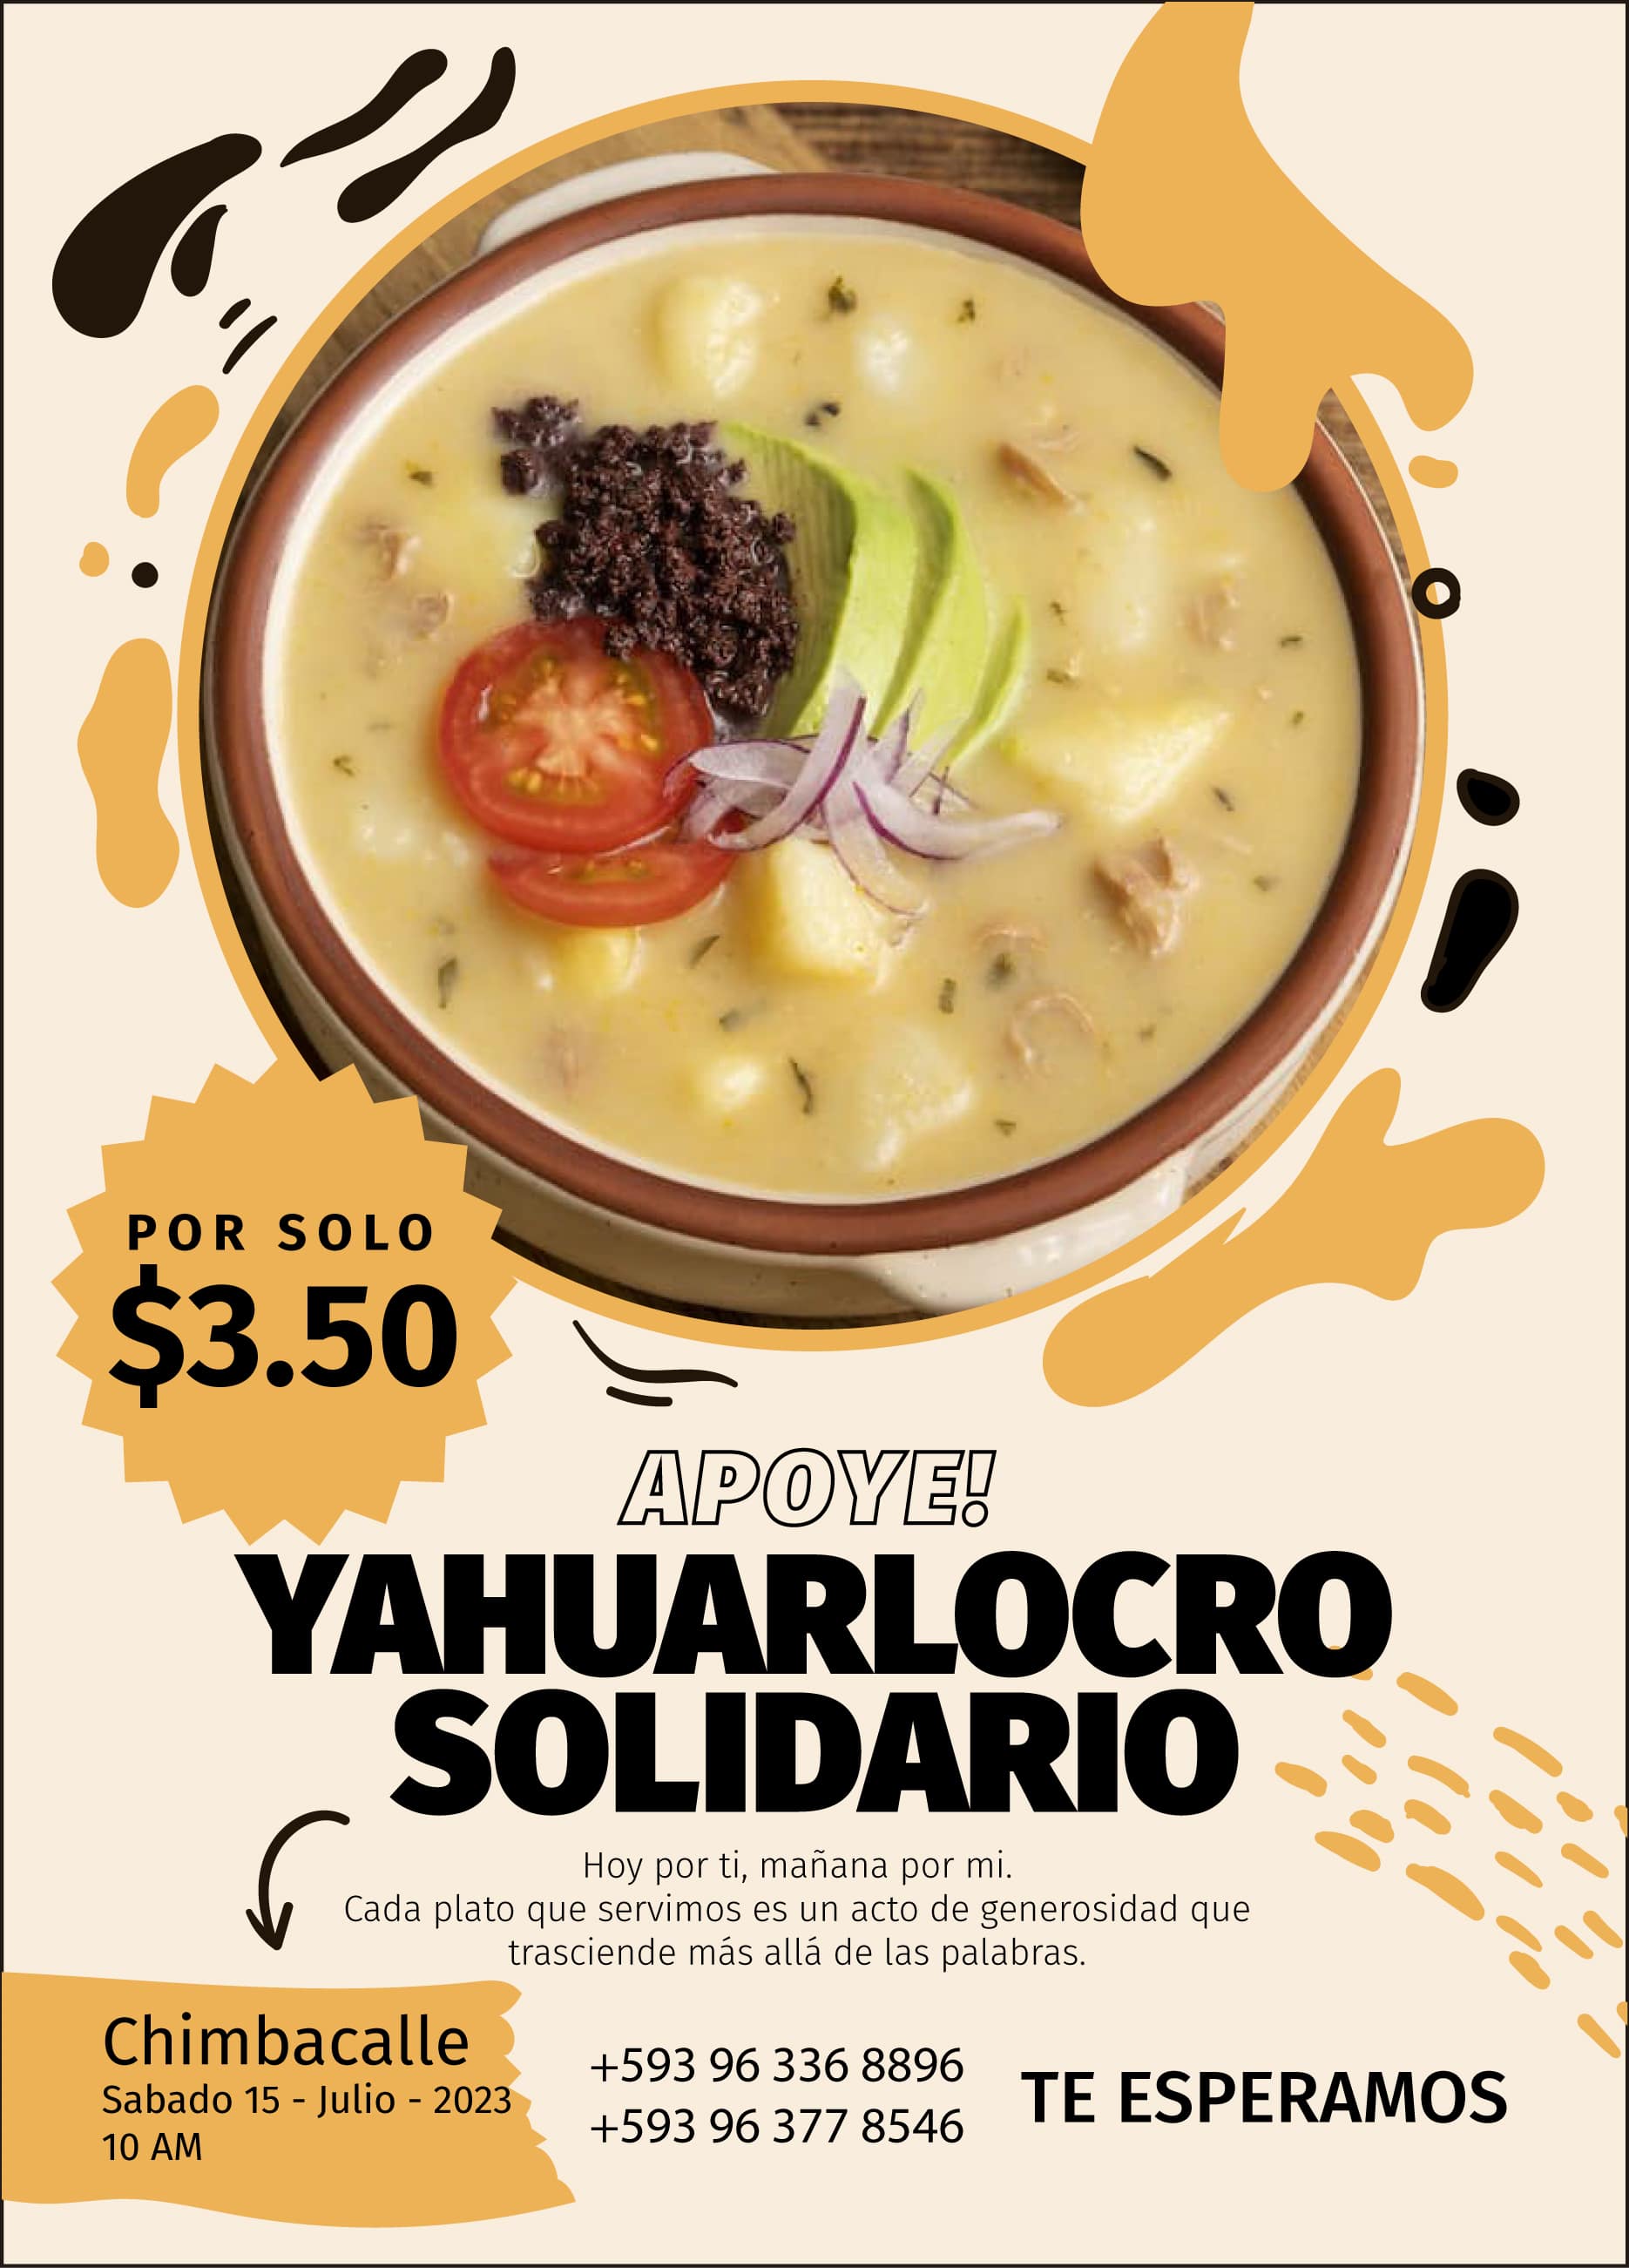 POR SOLO
$3.50
APOYE!
YAHUARLOCRO
SOLIDARIO
Hoy por ti, mañana por mi.
Cada plato que servimos es un acto de generosidad que
trasciende más allá de las palabras.
Chimbacalle
Sabado 15 - Julio - 2023
10 AM
+593 96 336 8896
+593 96 377 8546
TE ESPERAMOS